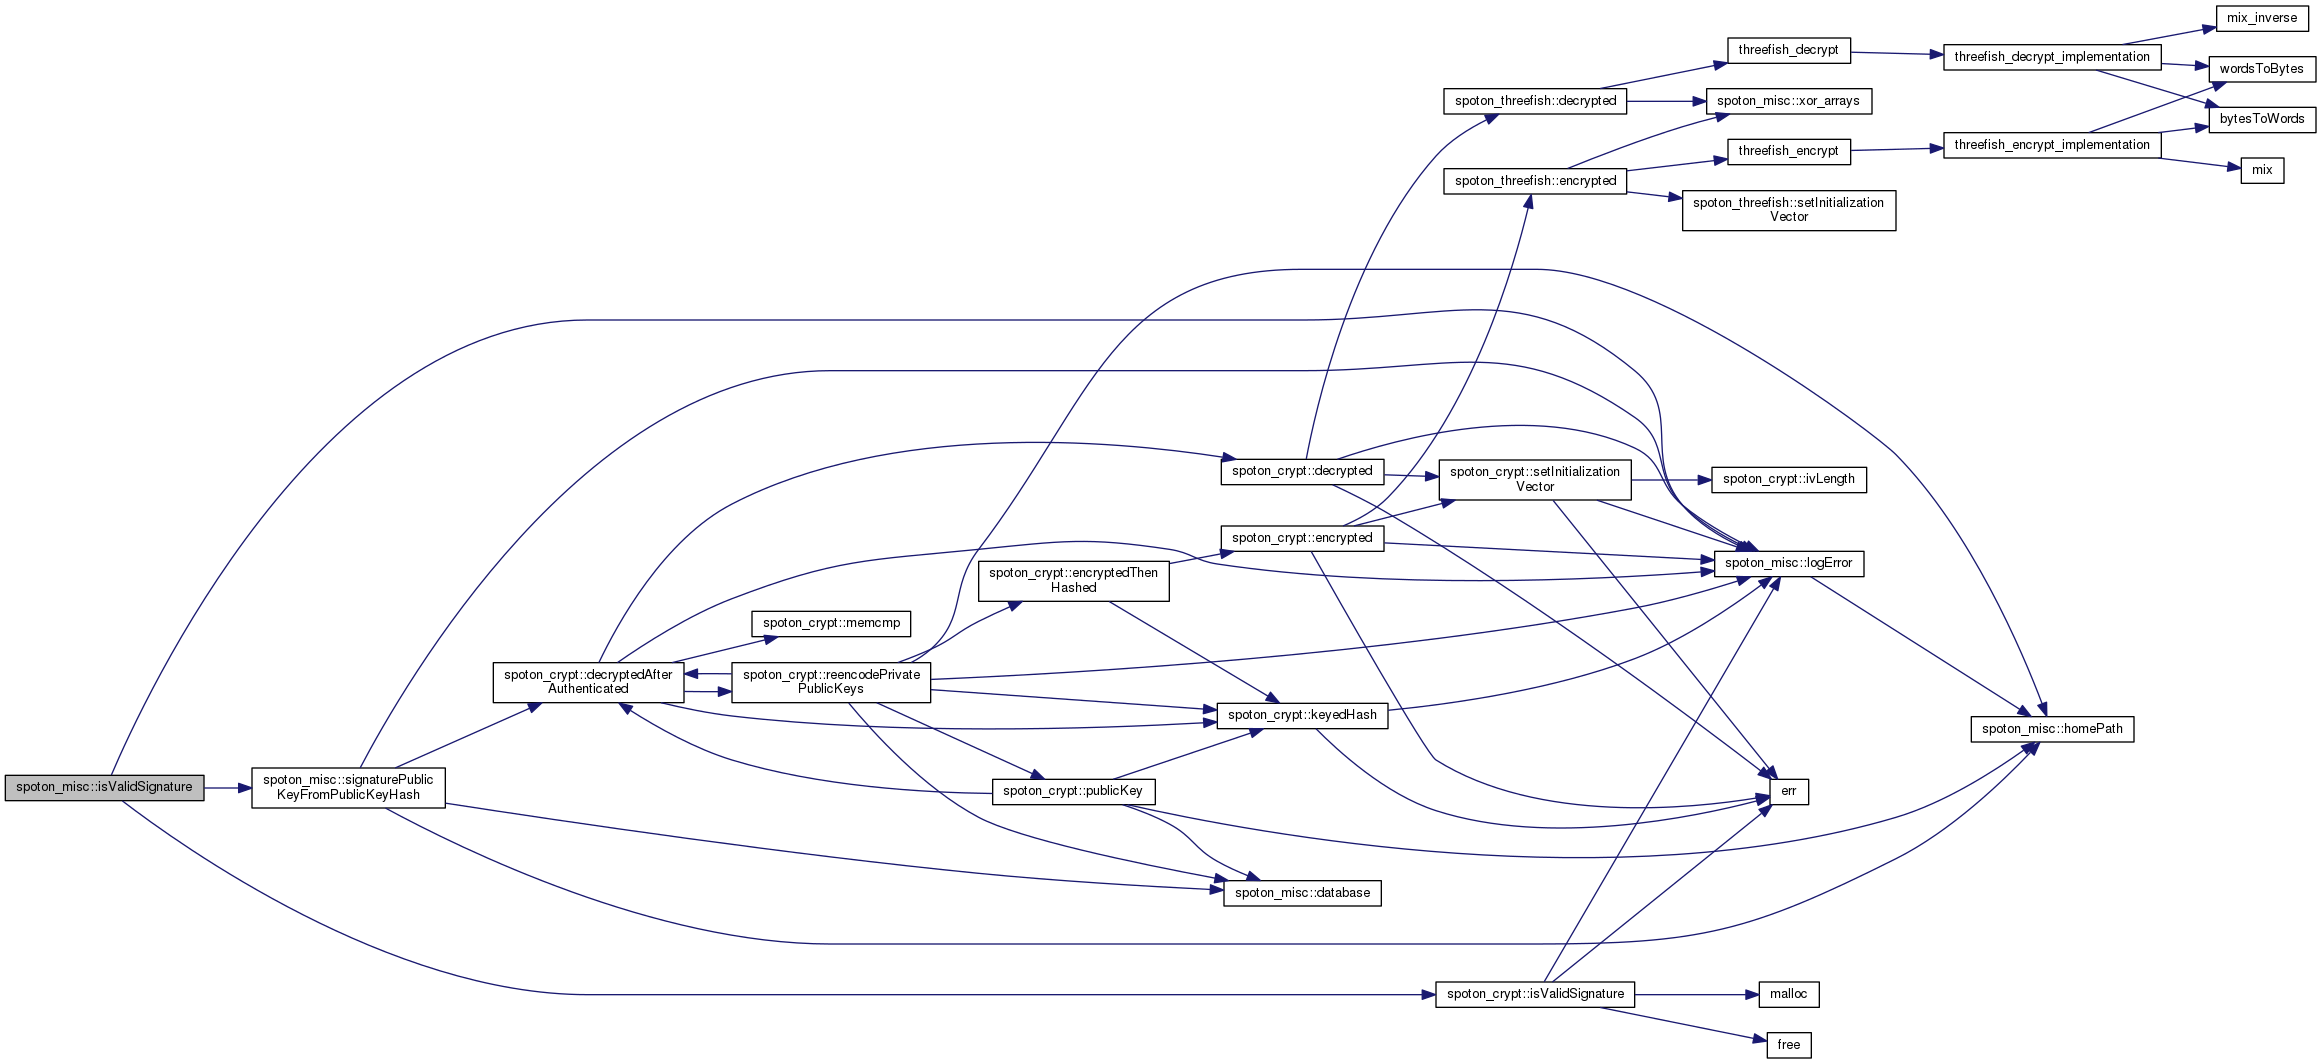 mix_inverse
threefish_decrypt
threefish_decrypt_implementation
wordsToBytes
spoton_threefish::decrypted
spoton_misc::xor_arrays
bytesToWords
threefish_encrypt
threefish_encrypt_implementation
mix
spoton_threefish::encrypted
spoton_threefish::setInitialization
Vector
spoton_crypt::decrypted
spoton_crypt::setInitialization
Vector
spoton_crypt::ivLength
spoton_crypt::encrypted
spoton_misc::logError
spoton_crypt::encryptedThen
Hashed
spoton_crypt::memcmp
spoton_crypt::decryptedAfter
Authenticated
spoton_crypt::reencodePrivate
PublicKeys
spoton_crypt::keyedHash
spoton_misc::homePath
spoton_misc::isValidSignature
spoton_misc::signaturePublic
KeyFromPublicKeyHash
spoton_crypt::publicKey
err
spoton_misc::database
spoton_crypt::isValidSignature
malloc
free